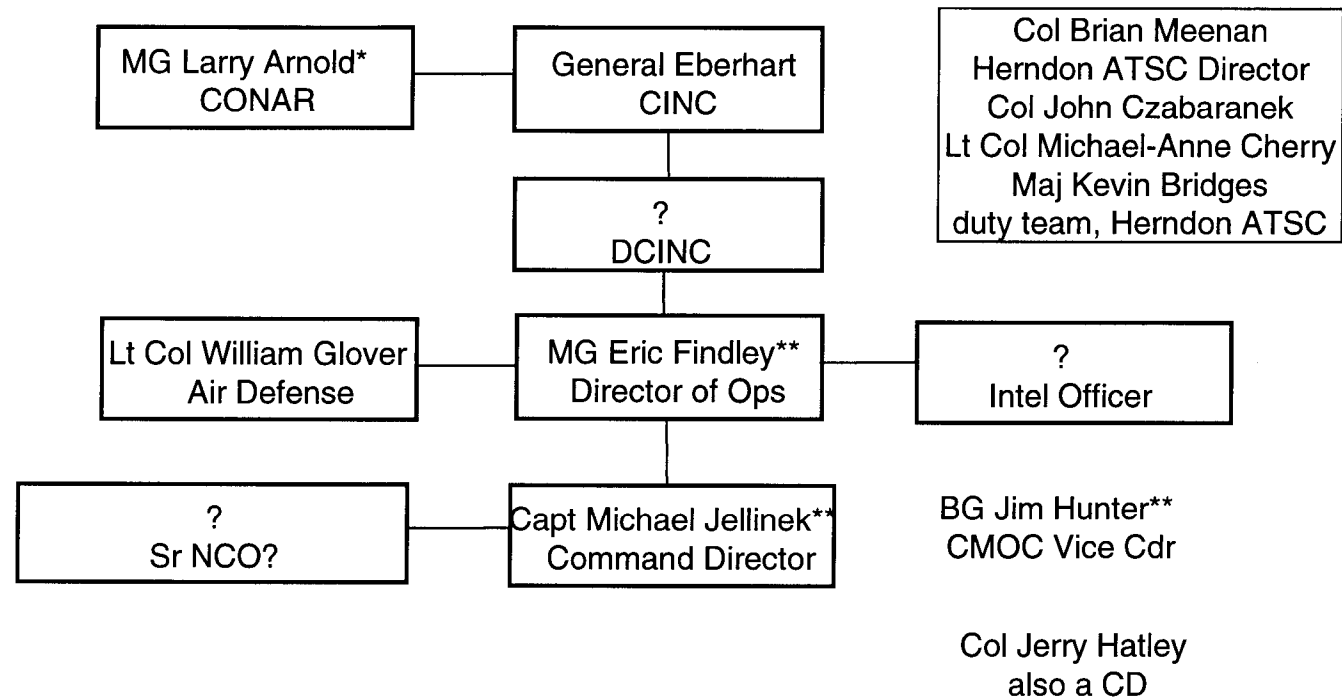 MG Larry Arnold*
CONAR
General Eberhart
CINC
Col Brian Meenan
Herndon ATSC Director
Col John Czabaranek
Lt Col Michael-Anne Cherry
Maj Kevin Bridges
duty team, Herndon ATSC
?
DCINC
Lt Col William Glover
Air Defense
MG Eric Findley**
Director of Ops
?
Intel Officer
?
Sr NCO?
Capt Michael Jellinek**
Command Director
BG Jim Hunter**
CMOC Vice Cdr
Col Jerry Hatley
also a CD